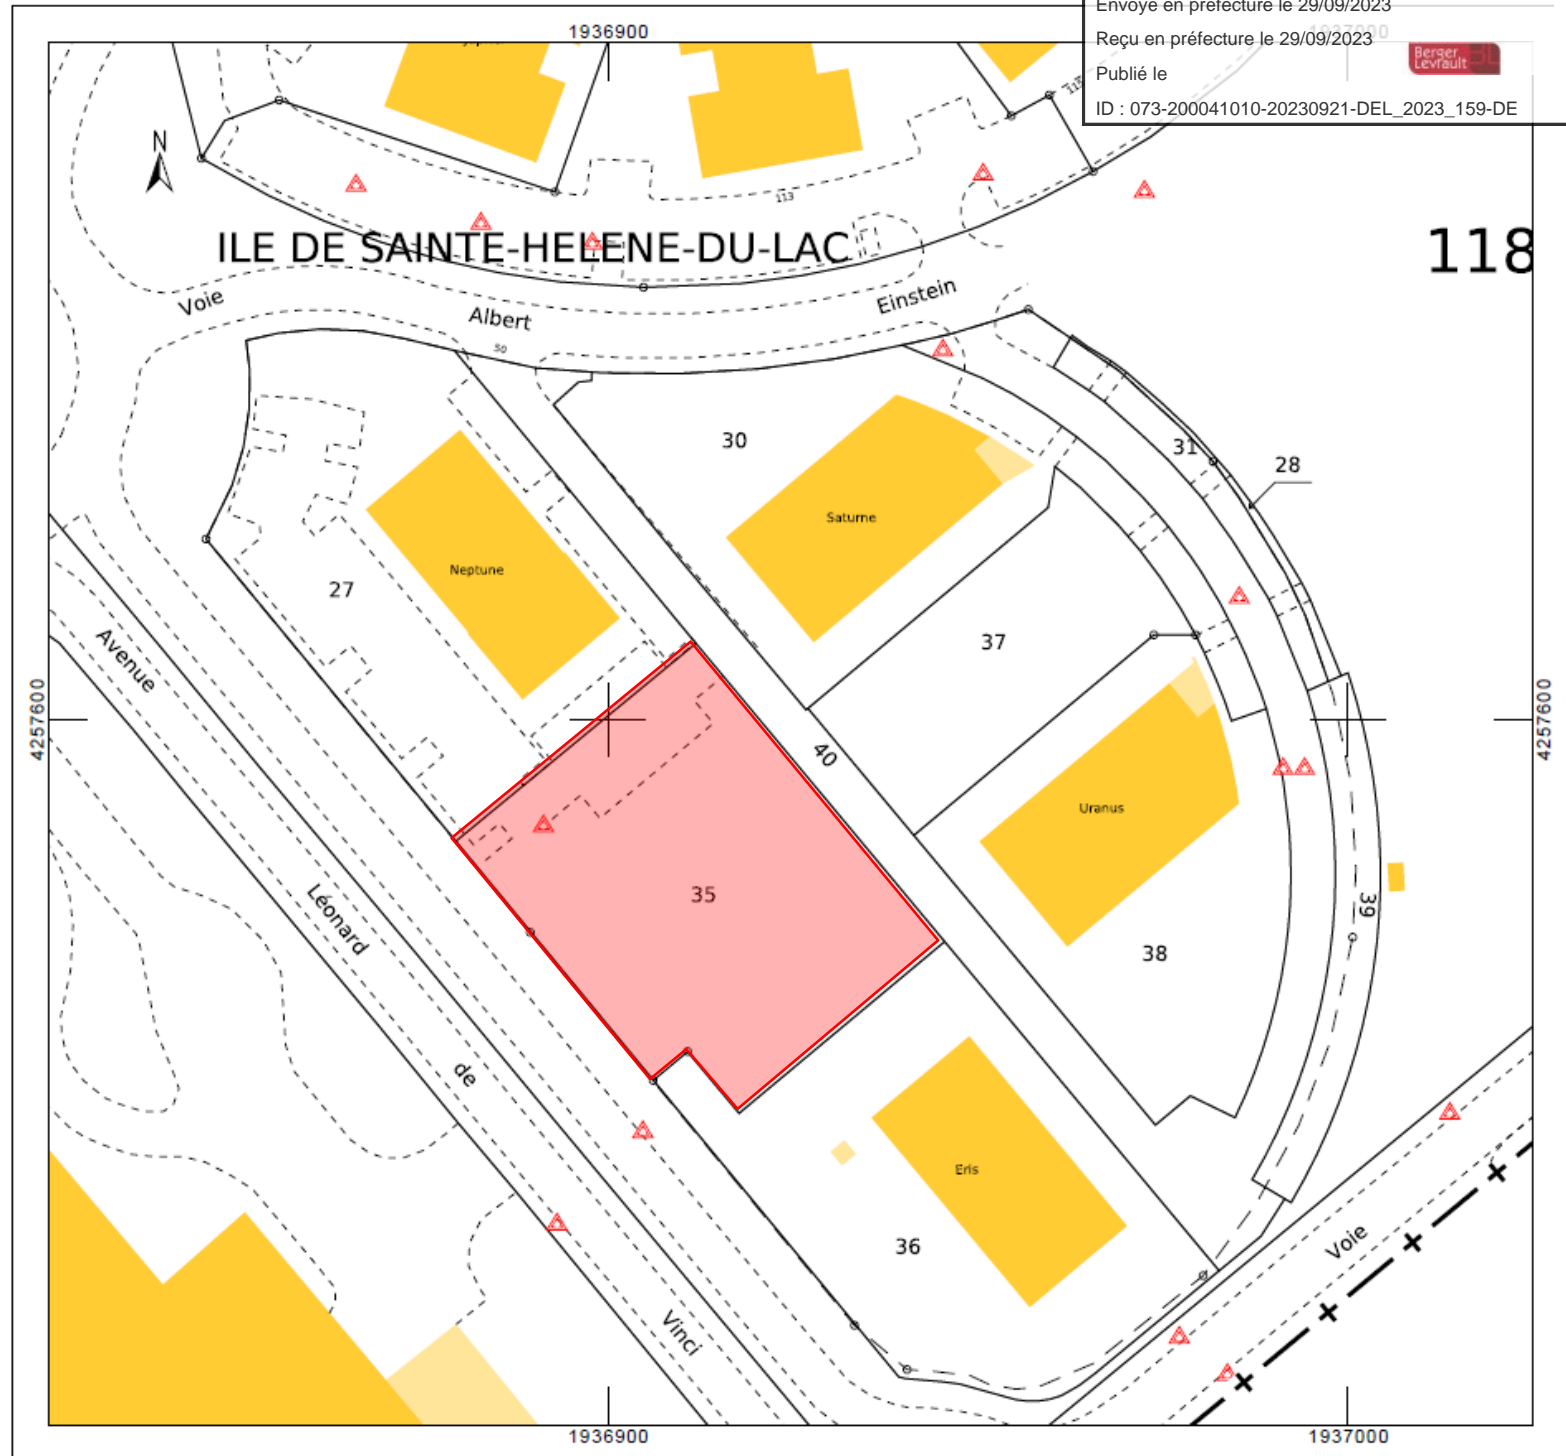 Envoyé en préfecture le 29/09/2023
Reçu en préfecture le 29/09/2023
Publié le
ID : 073-200041010-20230921-DEL_2023_159-DE
Berger
Levrault
1936900
1937000
N
113
ILE DE SAINTE-HELENE-DU-LAC
118
Voie
Albert
Einstein
50
30
31
28
Saturne
Neptune
27
37
Avenue
4257600
4257600
40
Uranus
35
Léonard
39
38
de
Eris
36
Voie
Vinci
1936900
1937000